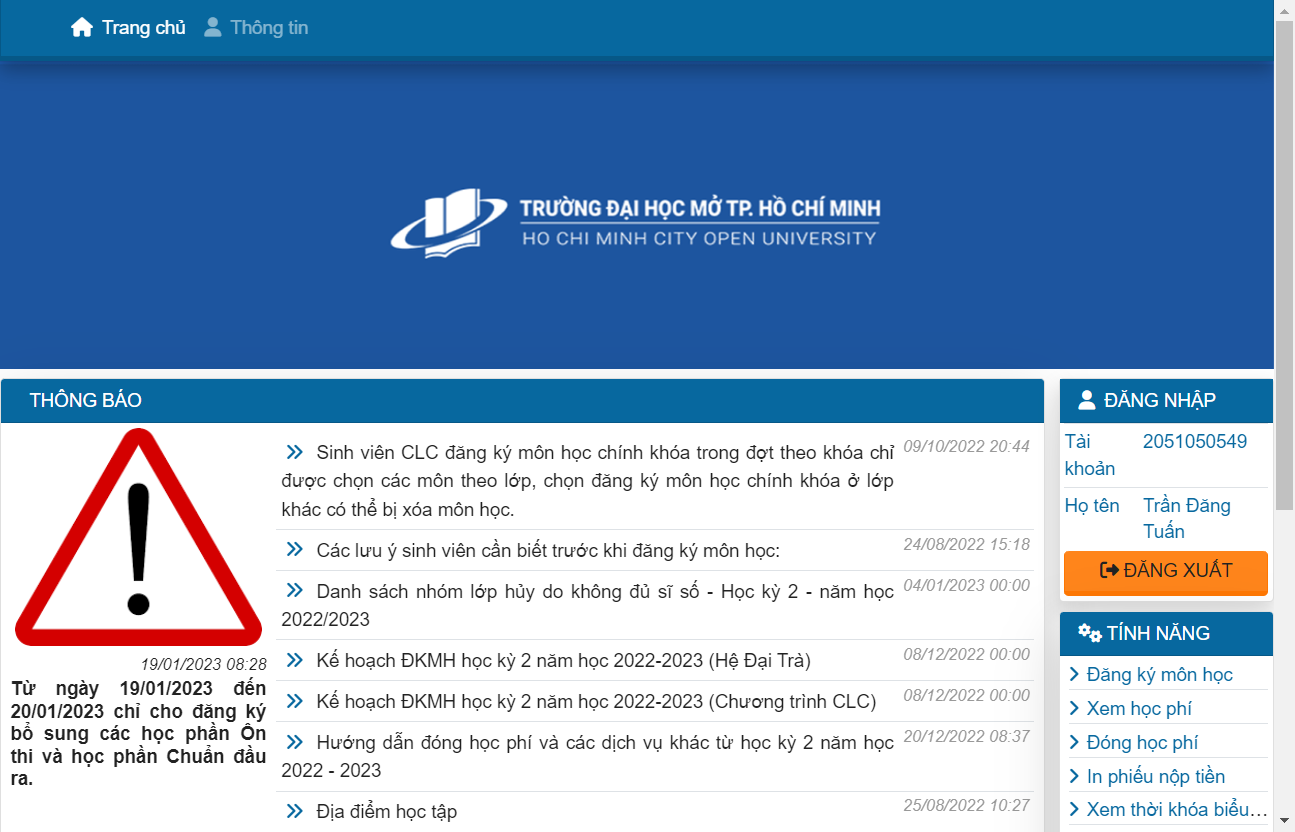 Trang chủ Thông tin
TRƯỜNG ĐẠI HỌC MỞ TP. HỒ CHÍ MINH
HO CHI MINH CITY OPEN UNIVERSITY
THÔNG BÁO
19/01/2023 08:28
Từ ngày 19/01/2023 đến
20/01/2023 chỉ cho đăng ký
bổ sung các học phần Ôn
thi và học phần Chuẩn đầu
ra.
Sinh viên CLC đăng ký môn học chính khóa trong đợt theo khóa chỉ 09/10/2022 20:44
được chọn các môn theo lớp, chọn đăng ký môn học chính khóa ở lớp
khác có thể bị xóa môn học.
Các lưu ý sinh viên cần biết trước khi đăng ký môn học: 24/08/2022 15:18
Danh sách nhóm lớp hủy do không đủ sĩ số - Học kỳ 2 - năm học 04/01/2023 00:00
2022/2023
Kế hoạch ĐKMH học kỳ 2 năm học 2022-2023 (Hệ Đại Trà) 08/12/2022 00:00
Kế hoạch ĐKMH học kỳ 2 năm học 2022-2023 (Chương trình CLC) 08/12/2022 00:00
Hướng dẫn đóng học phí và các dịch vụ khác từ học kỳ 2 năm học 20/12/2022 08:37
2022 - 2023
Địa điểm học tập 25/08/2022 10:27
ĐĂNG NHẬP
Tài 2051050549
khoản
Họ tên Trần Đăng
Tuấn
ĐĂNG XUẤT
TÍNH NĂNG
Đăng ký môn học
Xem học phí
Đóng học phí
In phiếu nộp tiền
Xem thời khóa biểu...